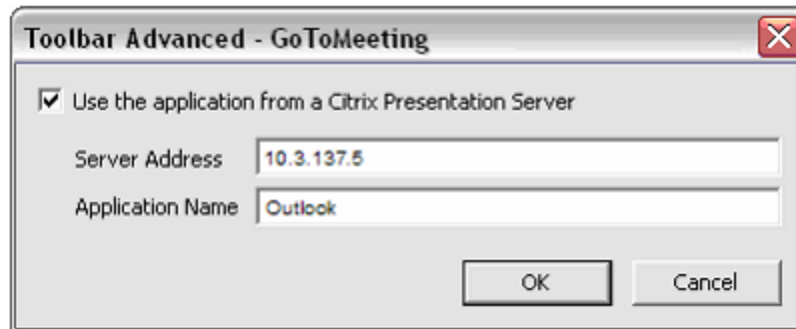 Toolbar Advanced - GoToMeeting
Use the application from a Citrix Presentation Server
Server Address 10.3.137.5
Application Name Outlook
OK Cancel